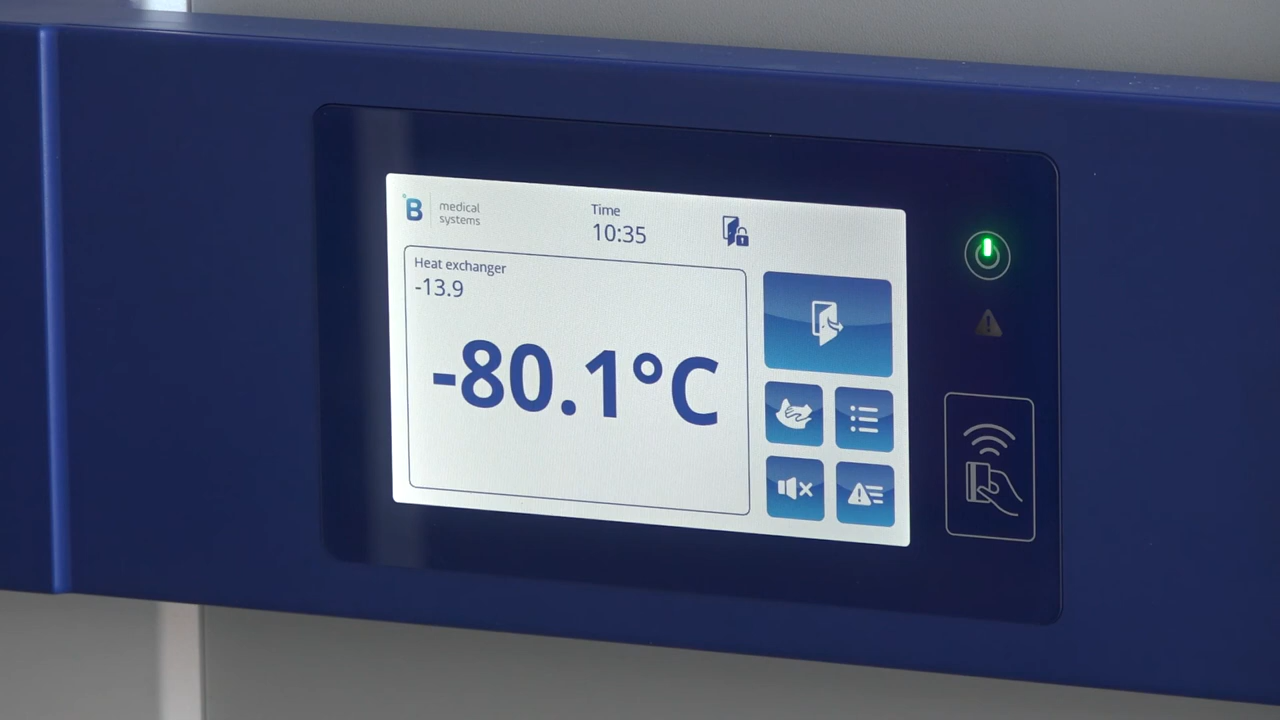 B medical
systems
Time
10:35
Heat exchanger
-13.9
-80.1°C